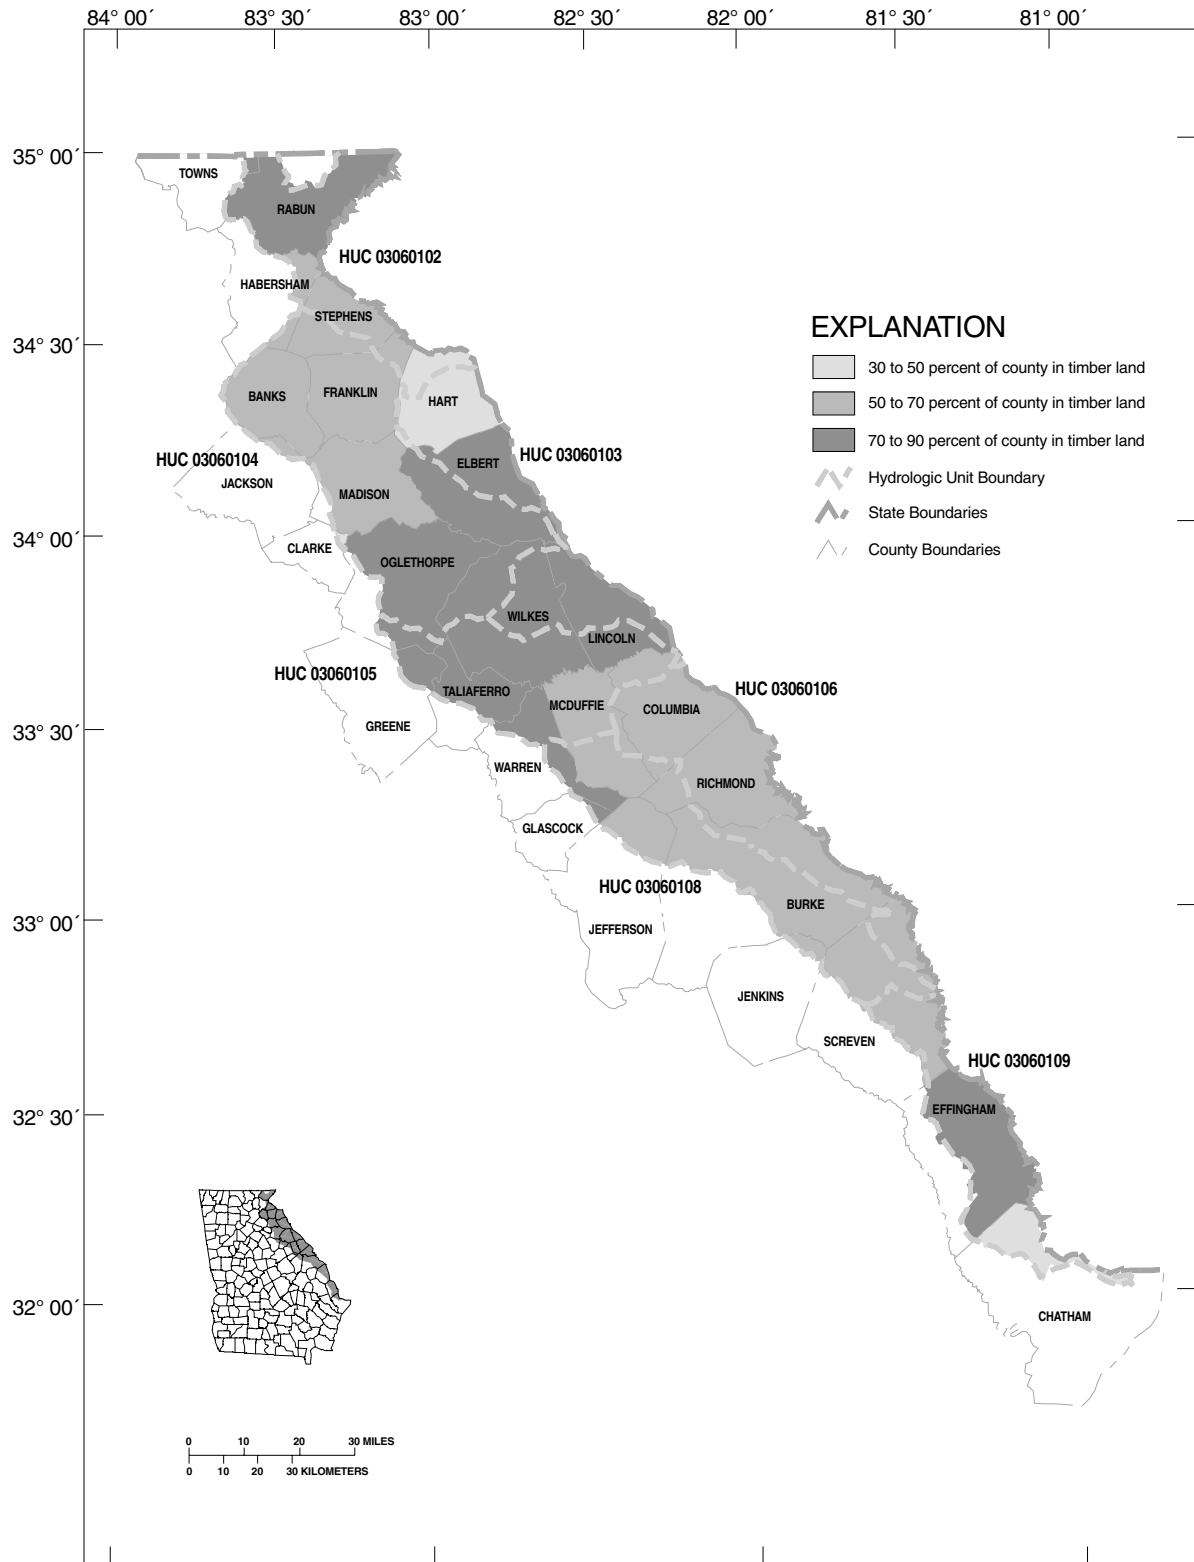 84° 00´ 83° 30´ 83° 00´ 82° 30´ 82° 00´ 81° 30´ 81° 00´
35° 00´
TOWNS
RABUN
HUC 03060102
HABERSHAM
STEPHENS
EXPLANATION
34° 30´
30 to 50 percent of county in timber land
BANKS
FRANKLIN
HART
50 to 70 percent of county in timber land
70 to 90 percent of county in timber land
HUC 03060104
ELBERT
HUC 03060103
Hydrologic Unit Boundary
JACKSON
MADISON
State Boundaries
34° 00´
CLARKE
County Boundaries
OGLETHORPE
WILKES
LINCOLN
HUC 03060105
TALIAFERRO
HUC 03060106
MCDUFFIE
COLUMBIA
33° 30´
GREENE
WARREN
RICHMOND
GLASCOCK
HUC 03060108
BURKE
33° 00´
JEFFERSON
JENKINS
SCREVEN
HUC 03060109
32° 30´
EFFINGHAM
32° 00´
CHATHAM
0 10 20 30 MILES
0 10 20 30 KILOMETERS